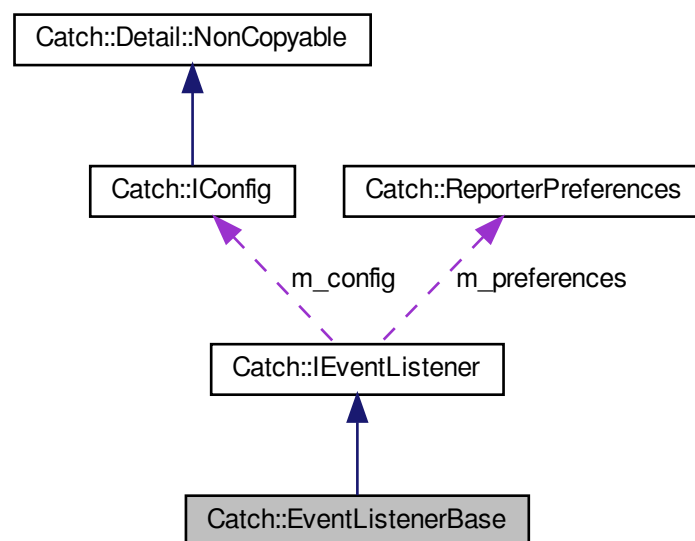 Catch::Detail::NonCopyable
Catch::IConfig
Catch::ReporterPreferences
m_config
m_preferences
Catch::IEventListener
Catch::EventListenerBase